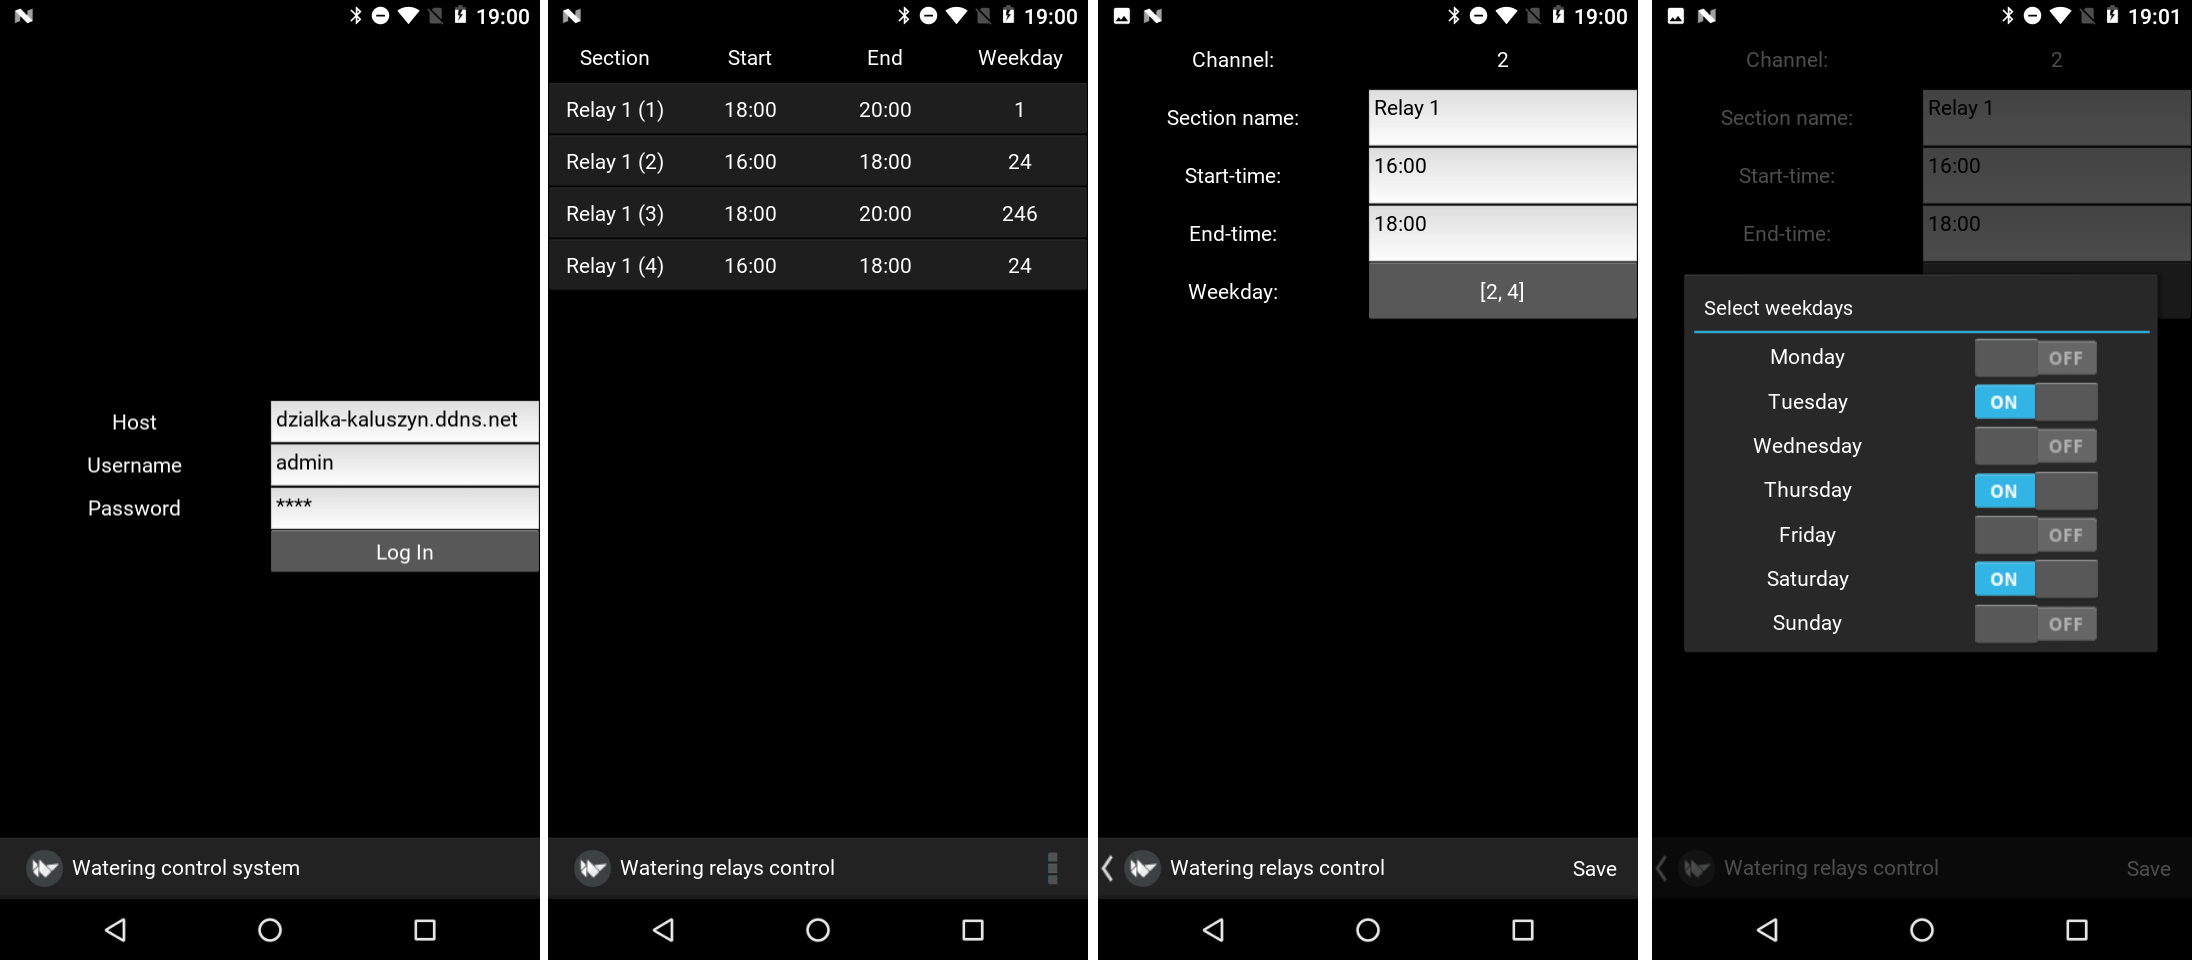 19:00
Host dzialka-kaluszyn.ddns.net
Username admin
Password ****
Log In
Watering control system
19:00
Section Start End Weekday
Relay 1 (1) 18:00 20:00 1
Relay 1 (2) 16:00 18:00 24
Relay 1 (3) 18:00 20:00 246
Relay 1 (4) 16:00 18:00 24
Watering relays control
19:00
Channel: 2
Section name: Relay 1
Start-time: 16:00
End-time: 18:00
Weekday: [2, 4]
Watering relays control Save
19:01
Channel: 2
Section name: Relay 1
Start-time: 16:00
End-time: 18:00
Select weekdays
Monday OFF
Tuesday ON
Wednesday OFF
Thursday ON
Friday OFF
Saturday ON
Sunday OFF
Watering relays control Save